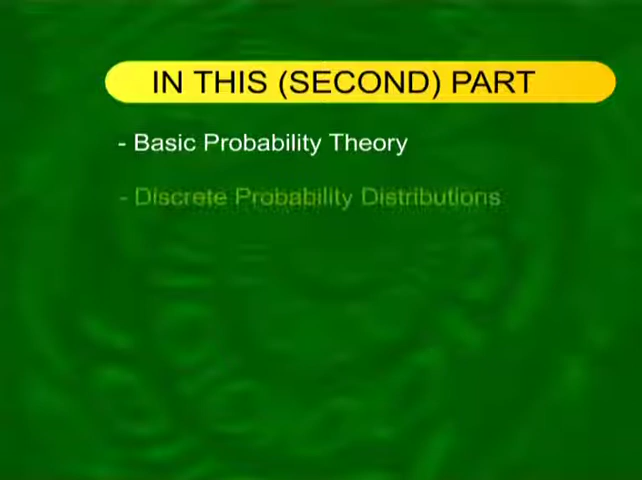 IN THIS (SECOND) PART
- Basic Probability Theory
- Discrete Probability Distributions